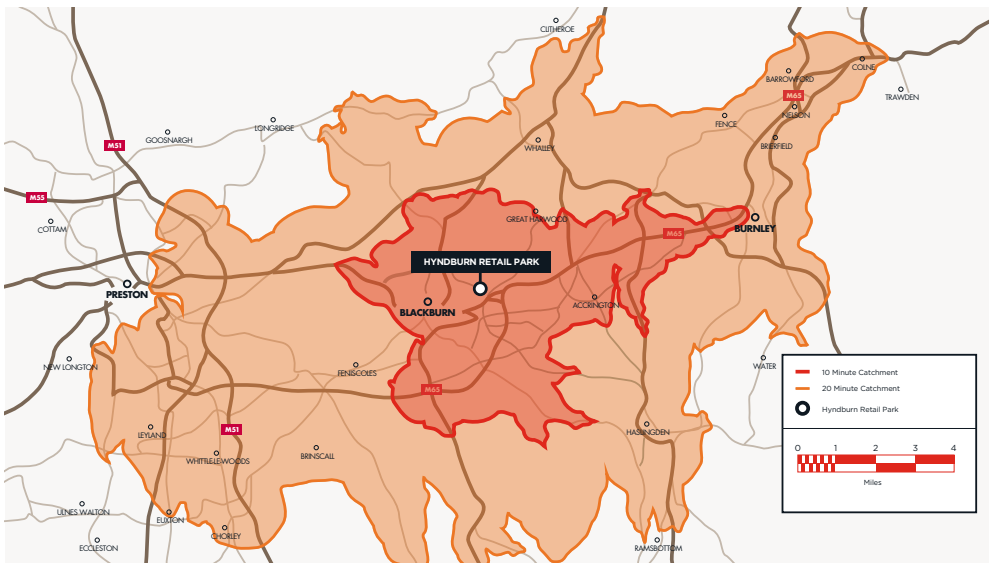 CLITHEROE
COLNE
BARROWFORD
M65
TRAWDEN
NELSON
FENCE
LONGRIDGE
GOOSNARGH
M51
BRIERFIELD
WHALLEY
M55
GREAT HARWOOD
COTTAM
BURNLEY
M65
HYNDBURN RETAIL PARK
PRESTON
ACCRINGTON
BLACKBURN
NEW LONGTON
FENISCOLES
WATER
M65
10 Minute Catchment
20 Minute Catchment
Hyndburn Retail Park
0 1 2 3 4
Miles
LEYLAND
M51
HASLINGDEN
WHITTLE-LE-WOODS
BRINSCALL
ULNES WALTON
EUXTON
CHORLEY
ECCLESTON
RAMSBOTTOM